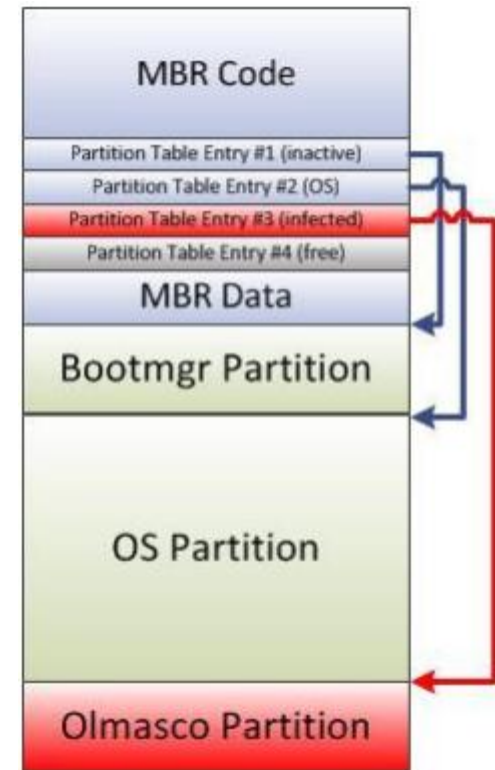 MBR Code
Partition Table Entry #1 (inactive)
Partition Table Entry #2 (OS)
Partition Table Entry #3 (infected)
Partition Table Entry #4 (free)
MBR Data
Bootmgr Partition
OS Partition
Olmasco Partition